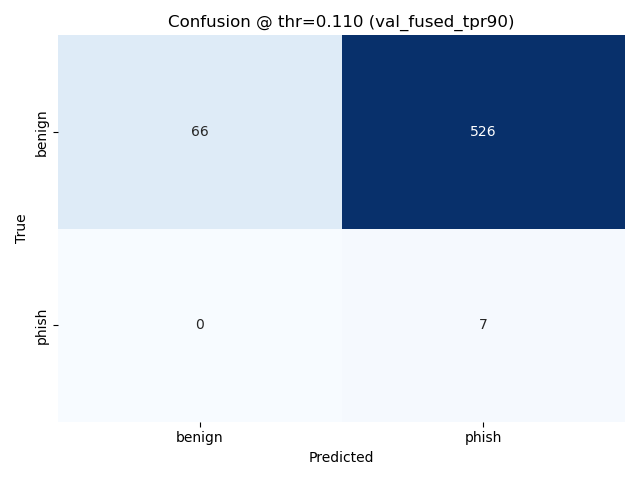 Confusion @ thr=0.110 (val_fused_tpr90)
True
benign
66
526
phish
0
7
benign
phish
Predicted